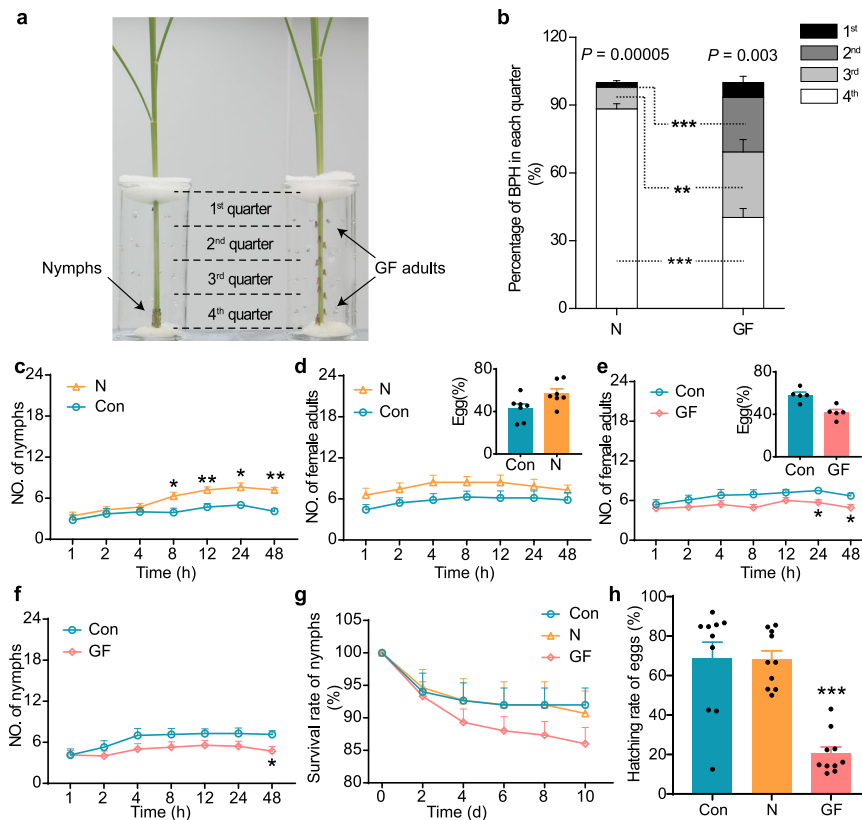 a
1st quarter
2nd quarter
3rd quarter
4th quarter
Nymphs
GF adults
b
1st
2nd
3rd
4th
P = 0.00005
P = 0.003
Percentage of BPH in each quarter
(%)
120
90
60
30
0
***
**
***
N
GF
c
NO. of nymphs
24
18
12
6
0
N
Con
*
**
*
**
1 2 4 8 12 24 48
Time (h)
d
NO. of female adults
24
18
12
6
0
N
Con
Egg(%)
80
40
0
Con
N
1 2 4 8 12 24 48
Time (h)
e
NO. of female adults
24
18
12
6
0
Con
GF
Egg(%)
80
40
0
Con
GF
*
*
1 2 4 8 12 24 48
Time (h)
f
NO. of nymphs
24
18
12
6
0
Con
GF
*
1 2 4 8 12 24 48
Time (h)
g
Survival rate of nymphs
(%)
105
100
95
90
85
80
Con
N
GF
0 2 4 6 8 10
Time (d)
h
Hatching rate of eggs (%)
100
80
60
40
20
0
***
Con
N
GF